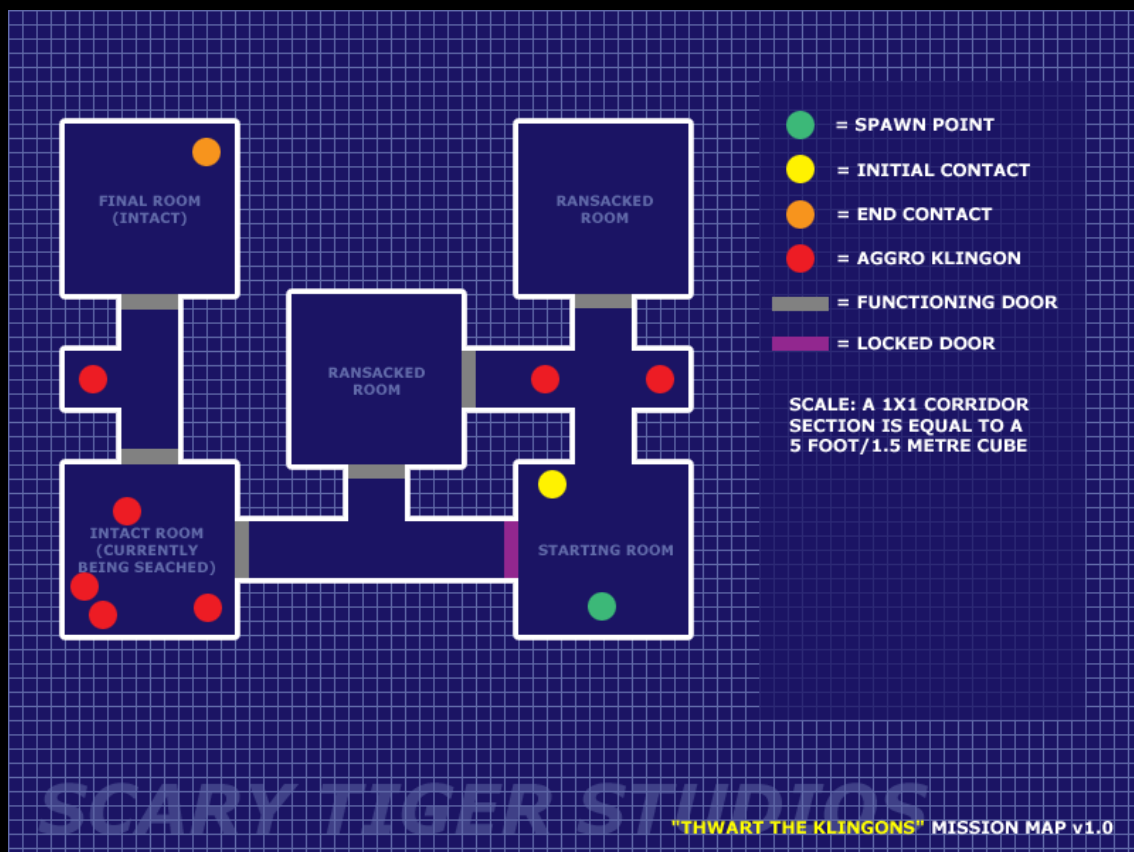 FINAL ROOM
(INTACT)
RANSACKED
ROOM
RANSACKED
ROOM
INTACT ROOM
(CURRENTLY
BEING SEACHED)
STARTING ROOM
= SPAWN POINT
= INITIAL CONTACT
= END CONTACT
= AGGRO KLINGON
= FUNCTIONING DOOR
= LOCKED DOOR
SCALE: A 1X1 CORRIDOR
SECTION IS EQUAL TO A
5 FOOT/1.5 METRE CUBE
SCARY TIGER STUDIOS
"THWART THE KLINGONS" MISSION MAP v1.0